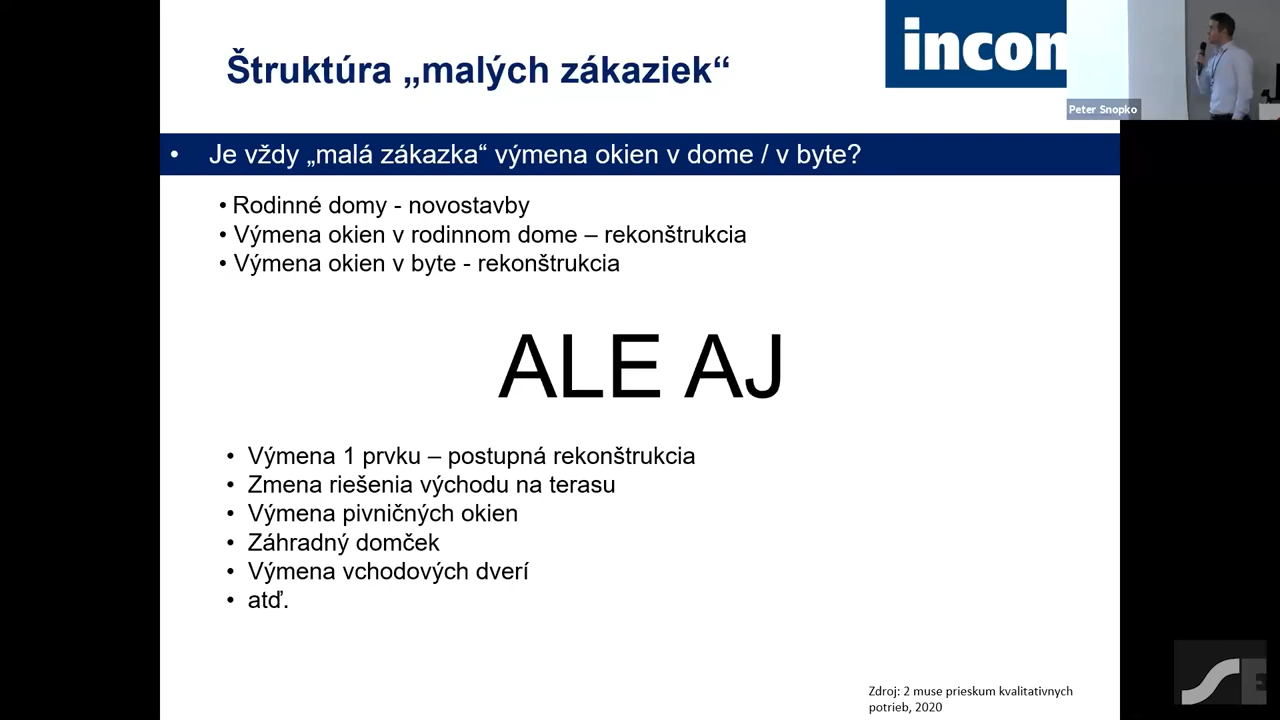 Štruktúra „malých zákaziek“
incon
Peter Snopko
• Je vždy „malá zákazka“ výmena okien v dome / v byte?
• Rodinné domy - novostavby
• Výmena okien v rodinnom dome – rekonštrukcia
• Výmena okien v byte - rekonštrukcia
ALE AJ
• Výmena 1 prvku – postupná rekonštrukcia
• Zmena riešenia východu na terasu
• Výmena pivničných okien
• Záhradný domček
• Výmena vchodových dverí
• atď.
Zdroj: 2 muse prieskum kvalitativnych
potrieb, 2020
SE